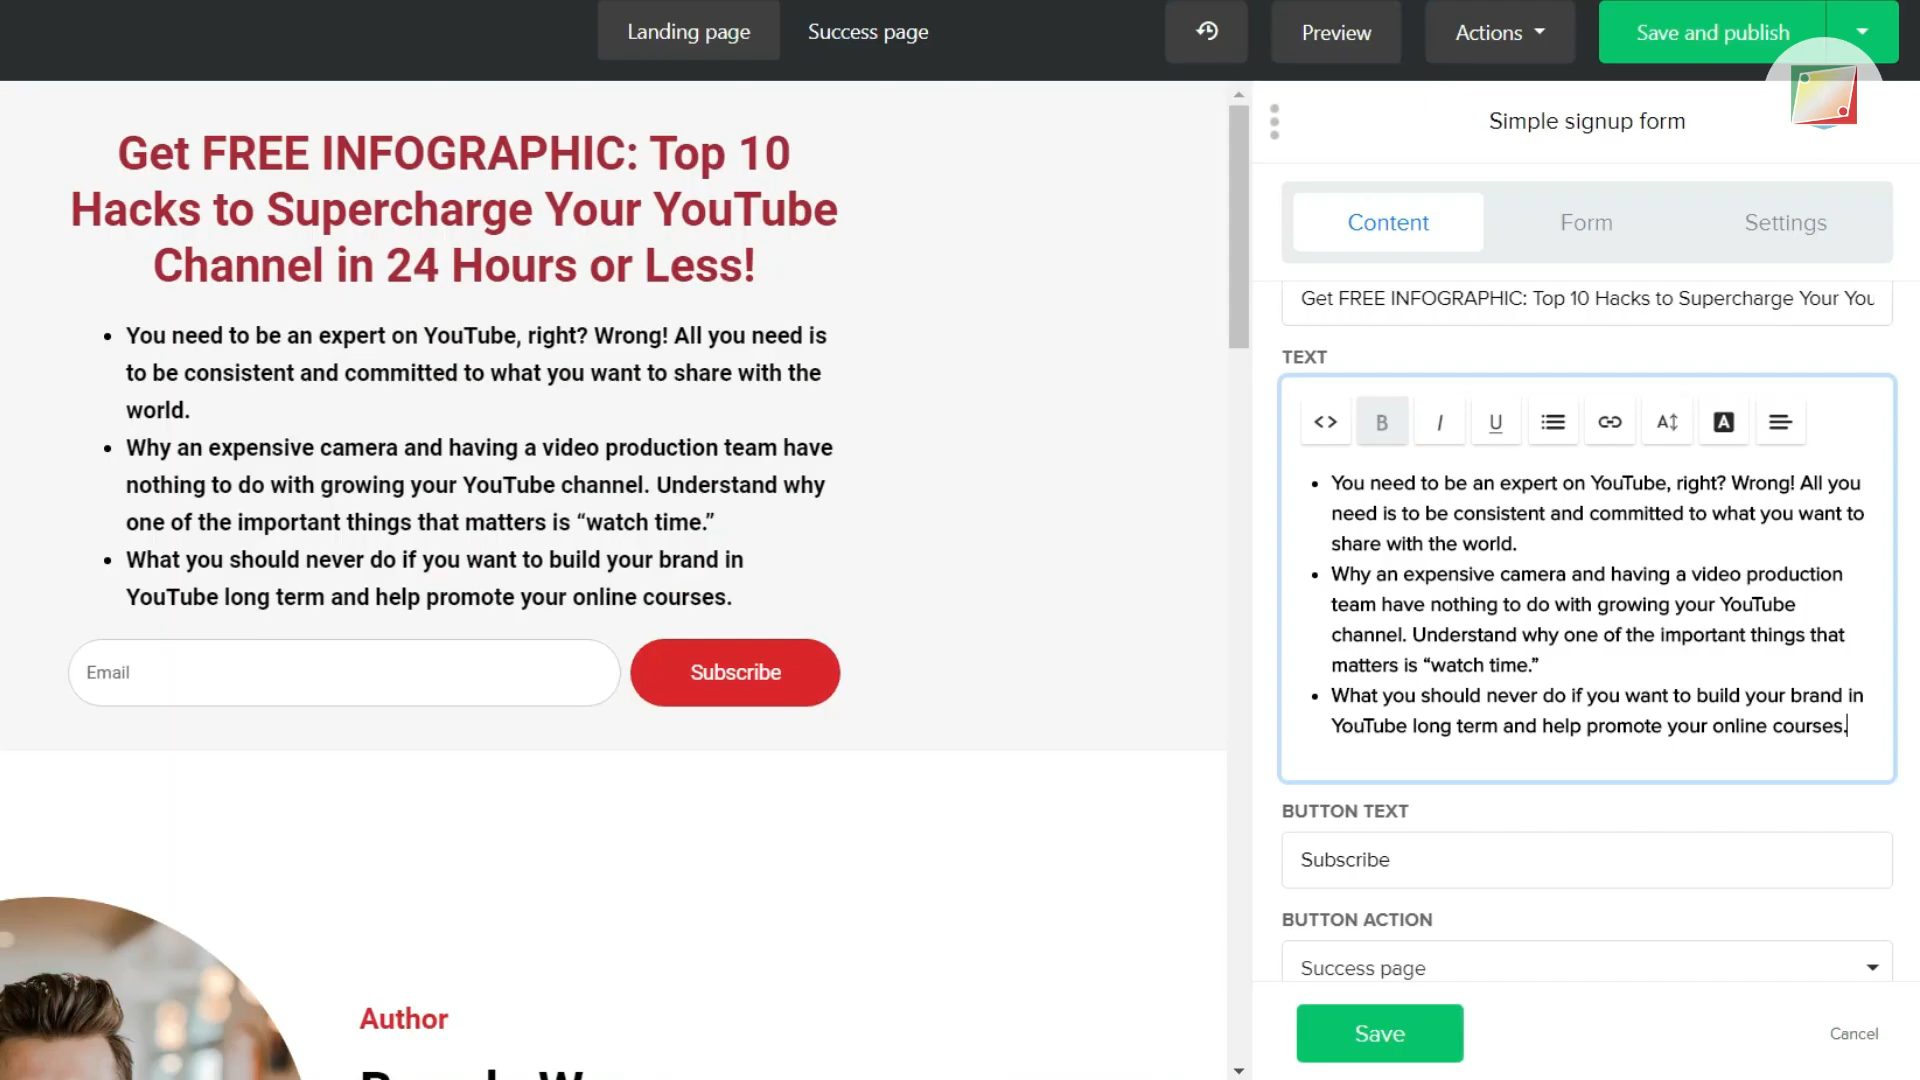 Landing page
Success page
Preview
Actions
Save and publish
Get FREE INFOGRAPHIC: Top 10
Hacks to Supercharge Your YouTube
Channel in 24 Hours or Less!
• You need to be an expert on YouTube, right? Wrong! All you need is
to be consistent and committed to what you want to share with the
world.
• Why an expensive camera and having a video production team have
nothing to do with growing your YouTube channel. Understand why
one of the important things that matters is “watch time.”
• What you should never do if you want to build your brand in
YouTube long term and help promote your online courses.
Email
Subscribe
Author
Simple signup form
Content
Form
Settings
Get FREE INFOGRAPHIC: Top 10 Hacks to Supercharge Your You
TEXT
<> B I U A A
• You need to be an expert on YouTube, right? Wrong! All you
need is to be consistent and committed to what you want to
share with the world.
• Why an expensive camera and having a video production
team have nothing to do with growing your YouTube
channel. Understand why one of the important things that
matters is “watch time.”
• What you should never do if you want to build your brand in
YouTube long term and help promote your online courses.
BUTTON TEXT
Subscribe
BUTTON ACTION
Success page
Save
Cancel